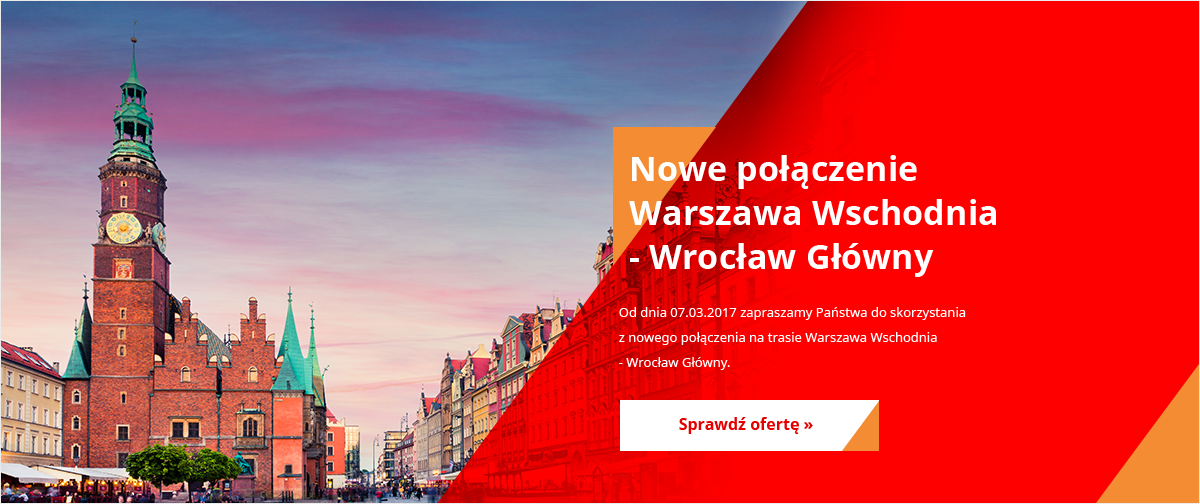 Nowe połączenie
Warszawa Wschodnia
- Wrocław Główny
Od dnia 07.03.2017 zapraszamy Państwa do skorzystania
z nowego połączenia na trasie Warszawa Wschodnia
- Wrocław Główny.
Sprawdź ofertę »